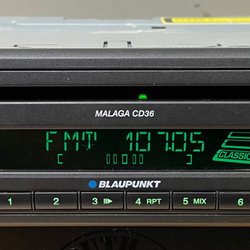 MALAGA CD36
FMT 107.05
CLASSIC
BLAUPUNKT
1 2 3 4 RPT 5 MIX 6